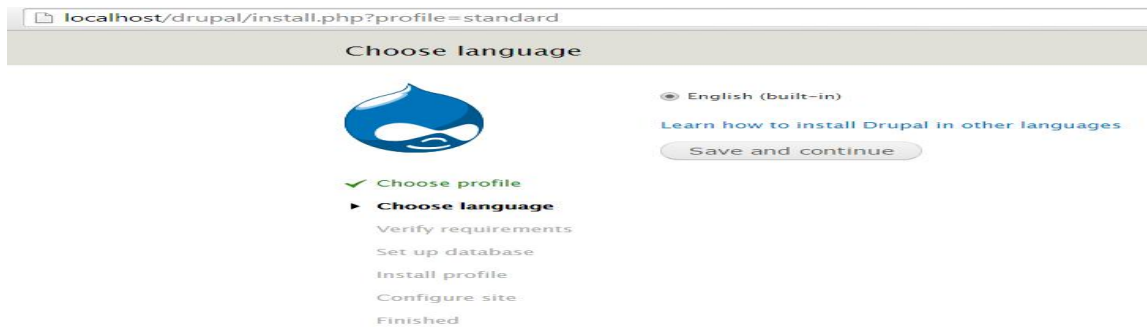 localhost/drupal/install.php?profile=standard
Choose language
English (built-in)
Learn how to install Drupal in other languages
Save and continue
Choose profile
Choose language
Verify requirements
Set up database
Install profile
Configure site
Finished